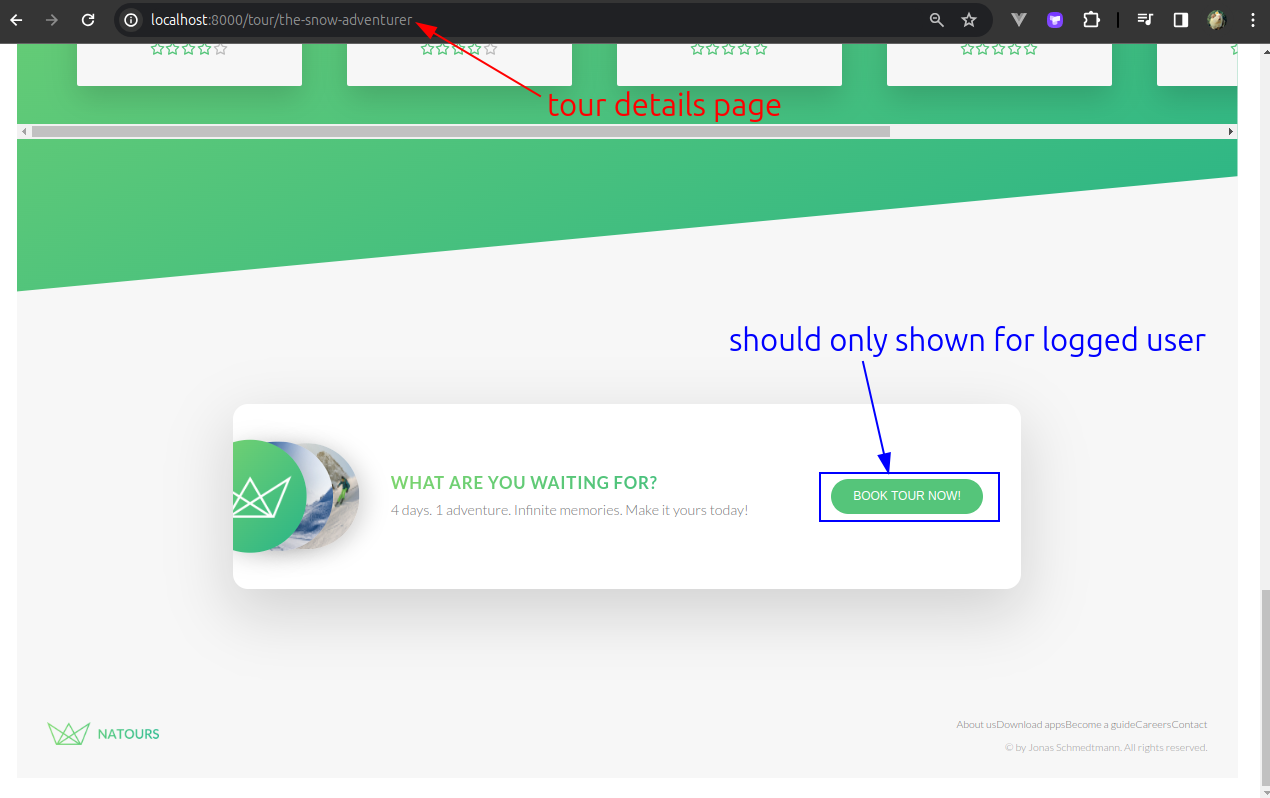 localhost:8000/tour/the-snow-adventurer
tour details page
should only shown for logged user
WHAT ARE YOU WAITING FOR?
4 days. 1 adventure. Infinite memories. Make it yours today!
BOOK TOUR NOW!
NATOURS
About usDownload appsBecome a guideCareersContact
© by Jonas Schmedtmann. All rights reserved.